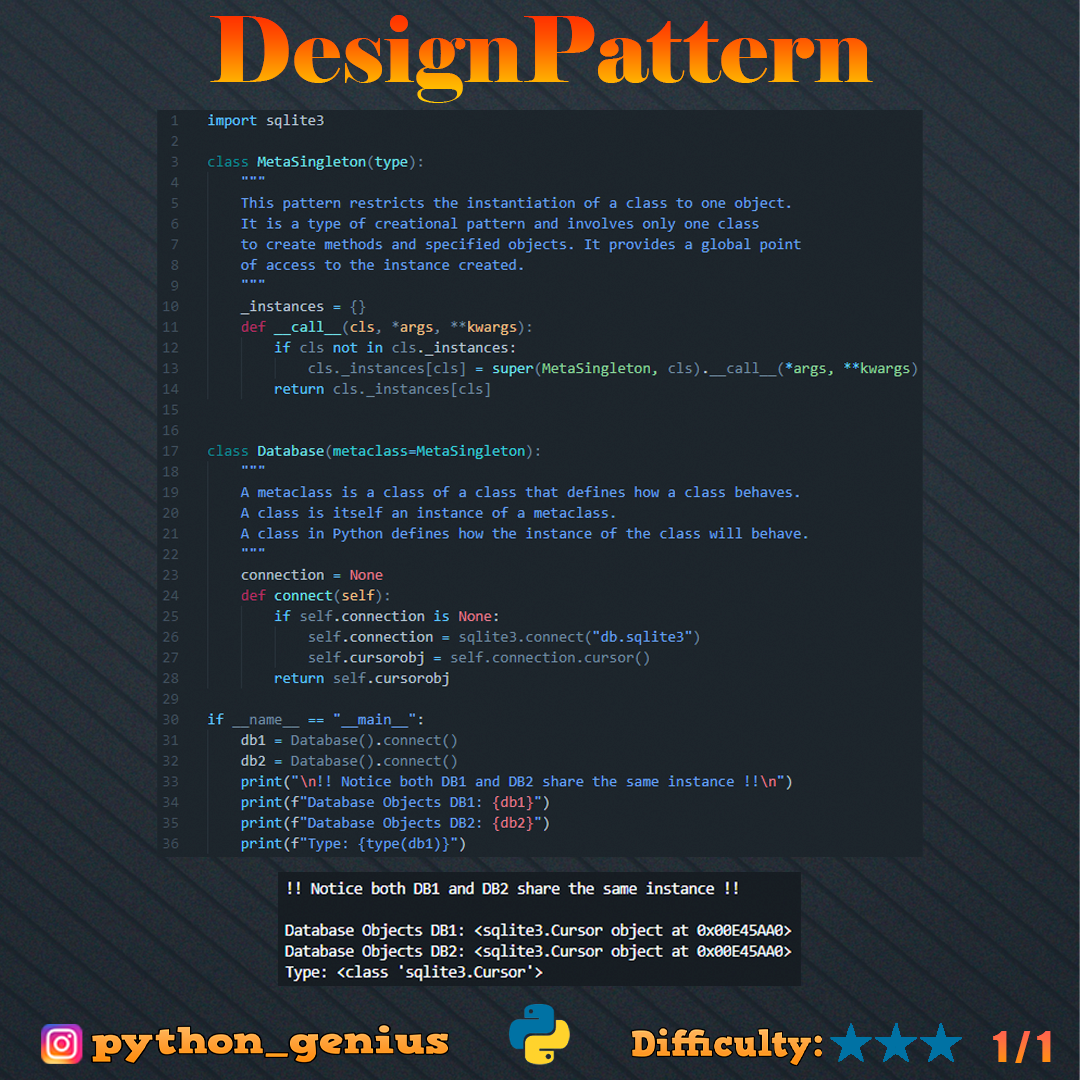 DesignPattern
1 import sqlite3
2
3 class MetaSingleton(type):
4     """
5     This pattern restricts the instantiation of a class to one object.
6     It is a type of creational pattern and involves only one class
7     to create methods and specified objects. It provides a global point
8     of access to the instance created.
9     """
10     _instances = {}
11     def __call__(cls, *args, **kwargs):
12         if cls not in cls._instances:
13             cls._instances[cls] = super(MetaSingleton, cls).__call__(*args, **kwargs)
14         return cls._instances[cls]
15
16
17 class Database(metaclass=MetaSingleton):
18     """
19     A metaclass is a class of a class that defines how a class behaves.
20     A class is itself an instance of a metaclass.
21     A class in Python defines how the instance of the class will behave.
22     """
23     connection = None
24     def connect(self):
25         if self.connection is None:
26             self.connection = sqlite3.connect("db.sqlite3")
27             self.cursorobj = self.connection.cursor()
28         return self.cursorobj
29
30 if __name__ == "__main__":
31     db1 = Database().connect()
32     db2 = Database().connect()
33     print("\n!! Notice both DB1 and DB2 share the same instance !!\n")
34     print(f"Database Objects DB1: {db1}")
35     print(f"Database Objects DB2: {db2}")
36     print(f"Type: {type(db1)}")
!! Notice both DB1 and DB2 share the same instance !!
Database Objects DB1: <sqlite3.Cursor object at 0x00E45AA0>
Database Objects DB2: <sqlite3.Cursor object at 0x00E45AA0>
Type: <class 'sqlite3.Cursor'>
python_genius
Difficulty:
1/1